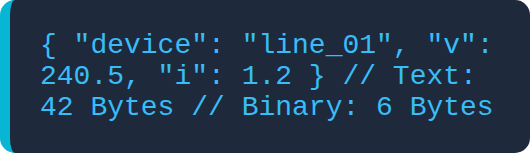 { "device": "line_01", "v":
240.5, "i": 1.2 } // Text:
42 Bytes // Binary: 6 Bytes